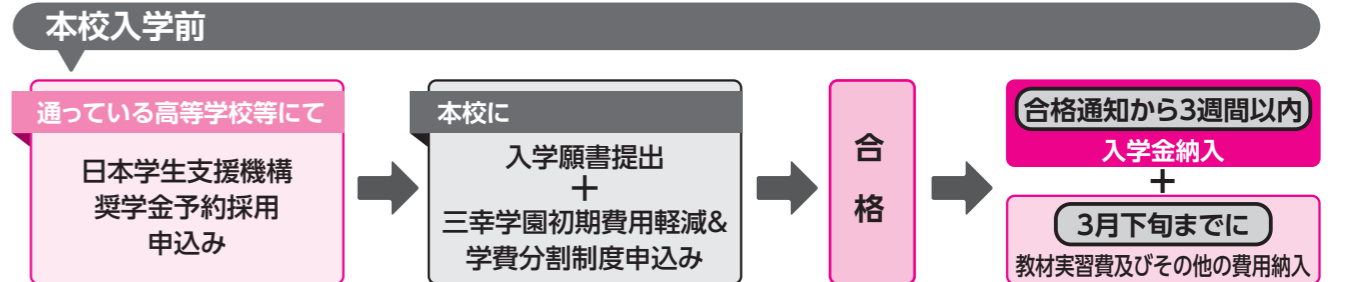 本校入学前
通っている高等学校等にて
日本学生支援機構
奨学金予約採用
申込み
本校に
入学願書提出
+
三幸学園初期費用軽減&
学費分割制度申込み
合
格
合格通知から3週間以内
入学金納入
+
3月下旬までに
教材実習費及びその他の費用納入